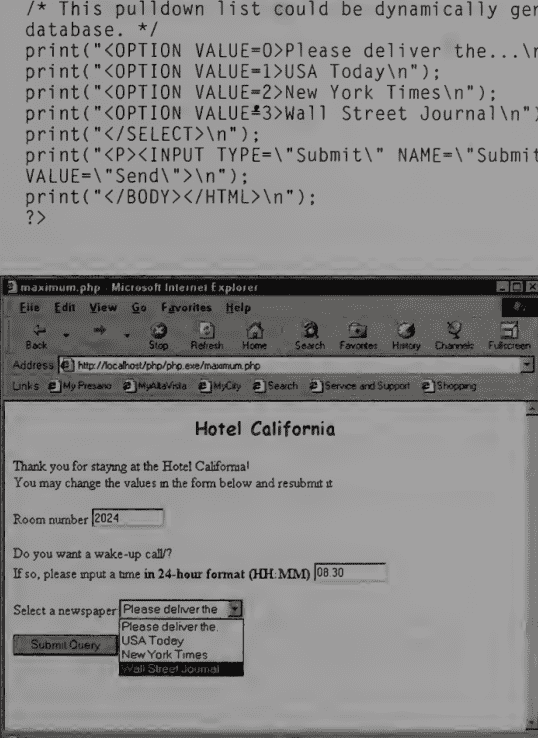 /* This pulldown list could be dynamically gen
database. */
print("<OPTION VALUE=0>Please deliver the...\n
print("<OPTION VALUE=1>USA Today\n");
print("<OPTION VALUE=2>New York Times\n");
print("<OPTION VALUE=3>Wall Street Journal\n")
print("</SELECT>\n");
print("<P><INPUT TYPE=\"Submit\" NAME=\"Submit
VALUE=\"Send\">\n");
print("</BODY></HTML>\n");
?>
maximum.php - Microsoft Internet Explorer
File Edit View Go Favorites Help
Back Stop Refresh Home Search Favorites History Channels Fullscreen
Address http://localhost/php/php.exe/maximum.php
Links My Presario MyAltaVista MyCity Search Service and Support Shopping
Hotel California
Thank you for staying at the Hotel California!
You may change the values in the form below and resubmit it
Room number 2024
Do you want a wake-up call/?
If so, please input a time in 24-hour format (HH:MM) 08:30
Select a newspaper Please deliver the
Please deliver the.
USA Today
Submit Query
New York Times
Wall Street Journal